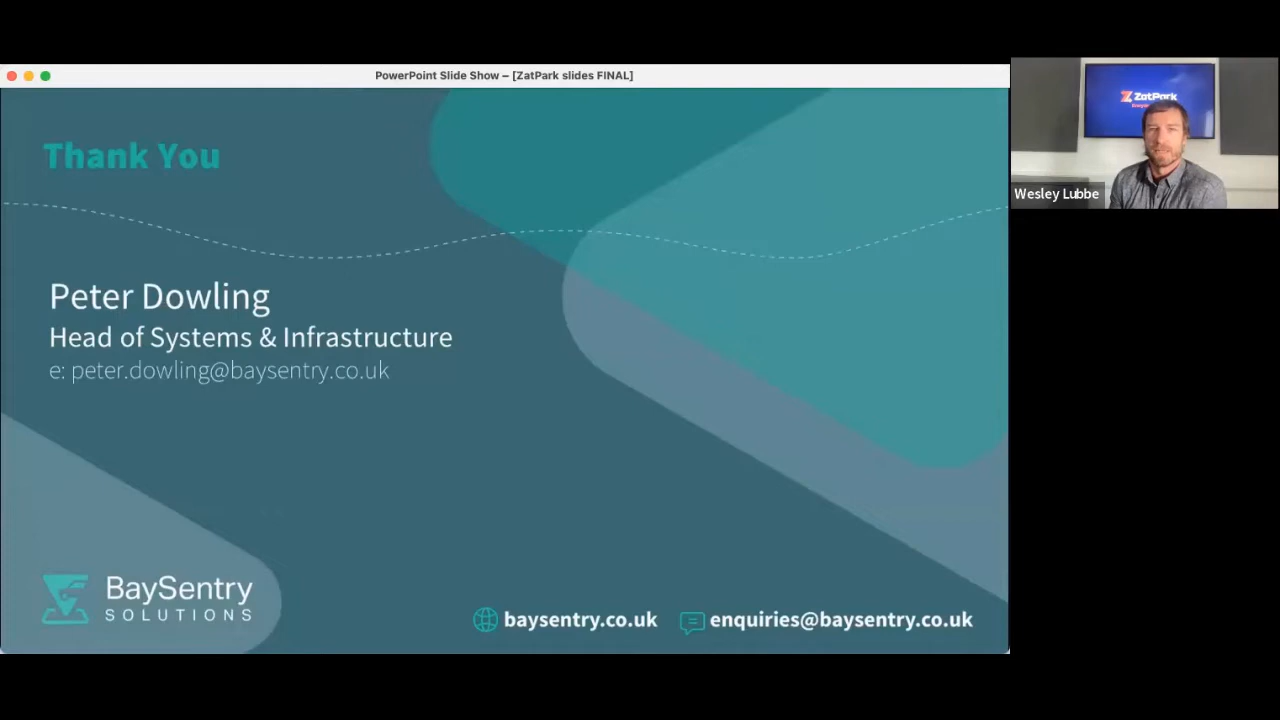 PowerPoint Slide Show – [ZatPark slides FINAL]
Thank You
Peter Dowling
Head of Systems & Infrastructure
e: peter.dowling@baysentry.co.uk
BaySentry
SOLUTIONS
baysentry.co.uk
enquiries@baysentry.co.uk
ZatPark
Wesley Lubbe